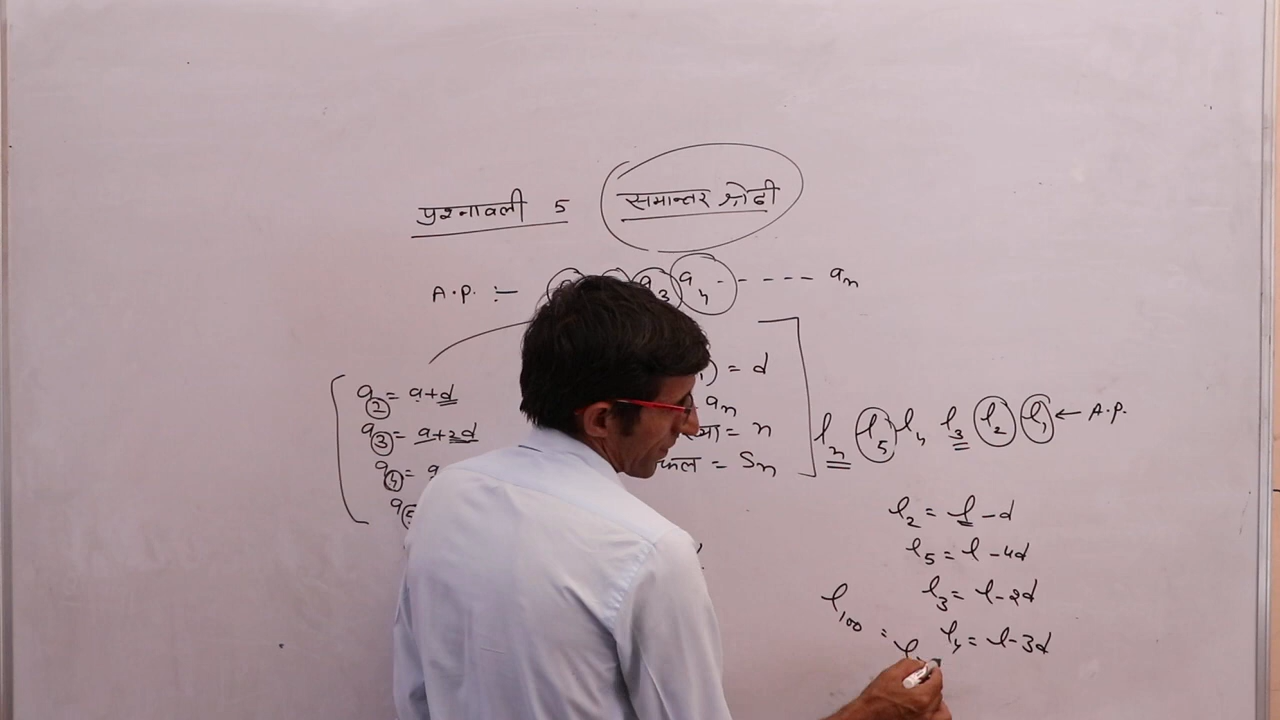 प्रश्नावली 5 समान्तर श्रेढी
A.P. :- a3 a4 ---- an
a2 = a+d
a3 = a+2d
a4 =
) = d
an
= n
= Sn
ln l5 l4 l3 l2 l1 ← A.P.
l2 = l-d
l5 = l-4d
l3 = l-2d
l4 = l-3d
l100 =